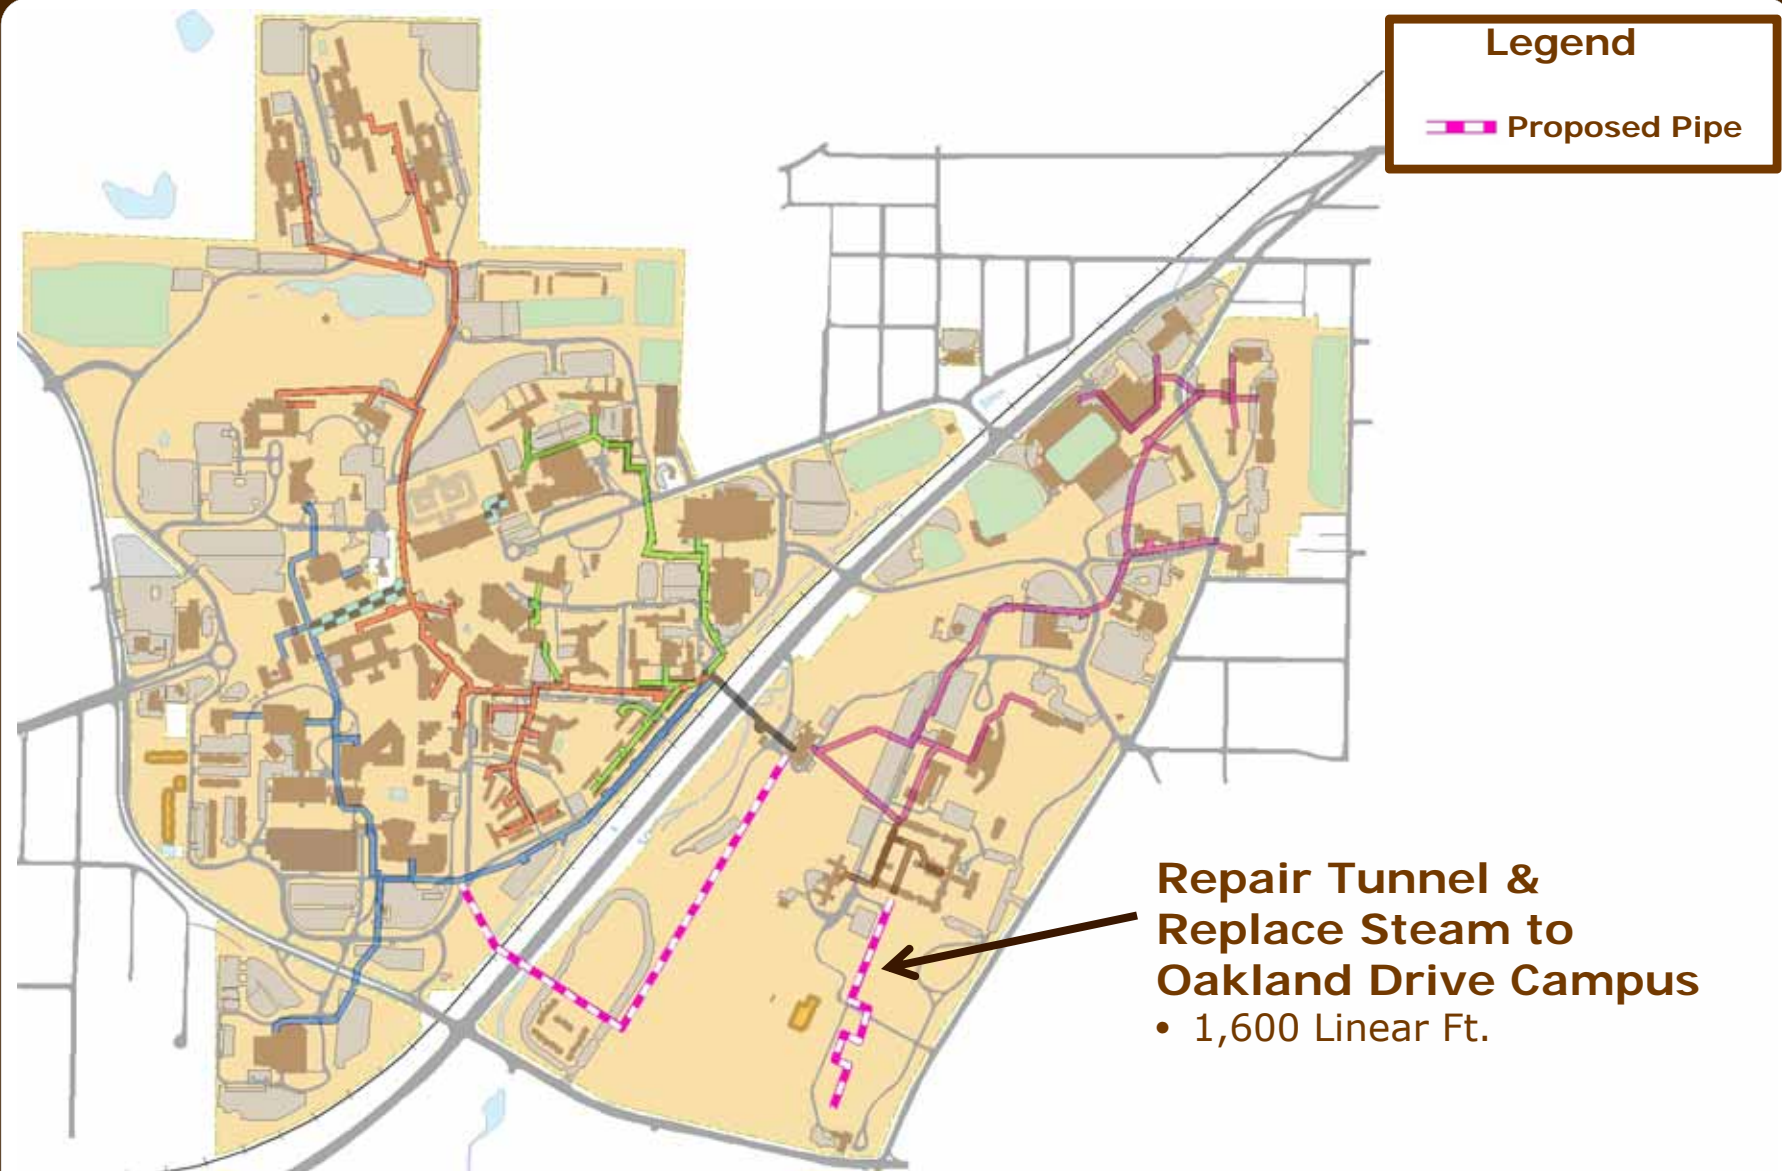 Legend
Proposed Pipe
Repair Tunnel &
Replace Steam to
Oakland Drive Campus
• 1,600 Linear Ft.